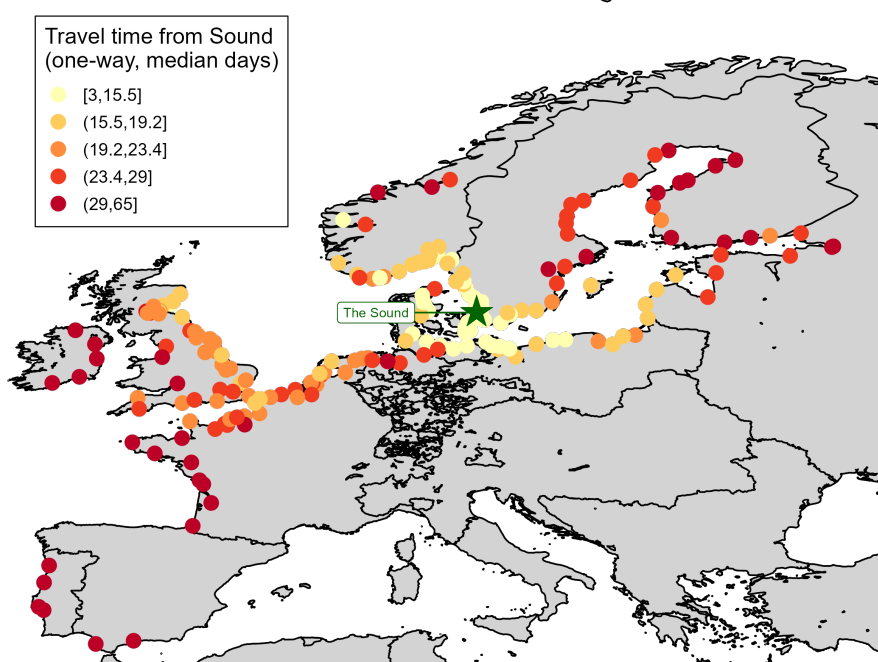 Travel time from Sound
(one-way, median days)
[3,15.5]
(15.5,19.2]
(19.2,23.4]
(23.4,29]
(29,65]
The Sound